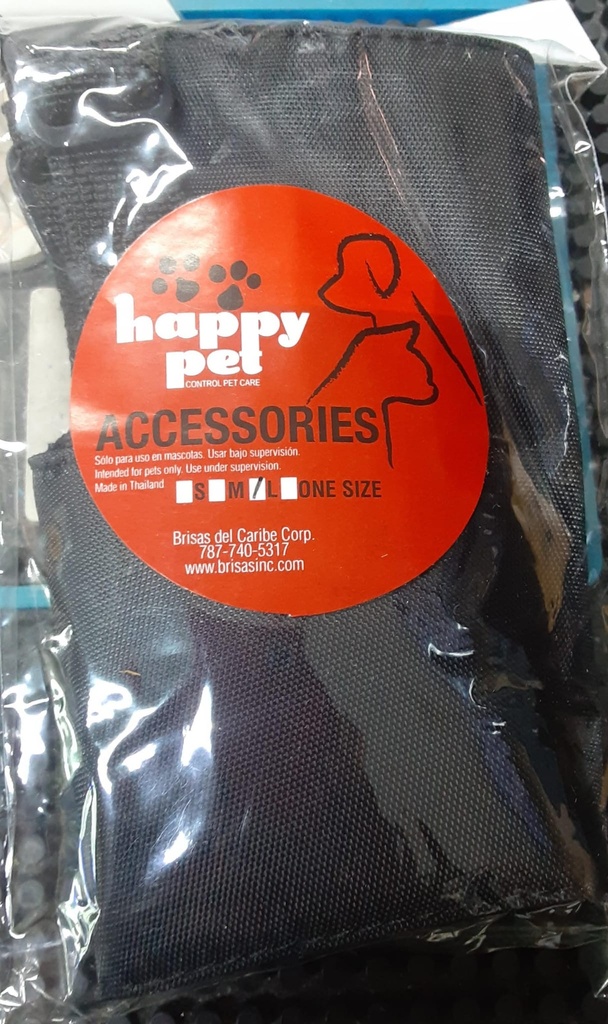 happy
pet
CONTROL PET CARE
ACCESSORIES
Sólo para uso en mascotas. Usar bajo supervisión.
Intended for pets only. Use under supervision.
Made in Thailand
S M L ONE SIZE
Brisas del Caribe Corp.
787-740-5317
www.brisasinc.com